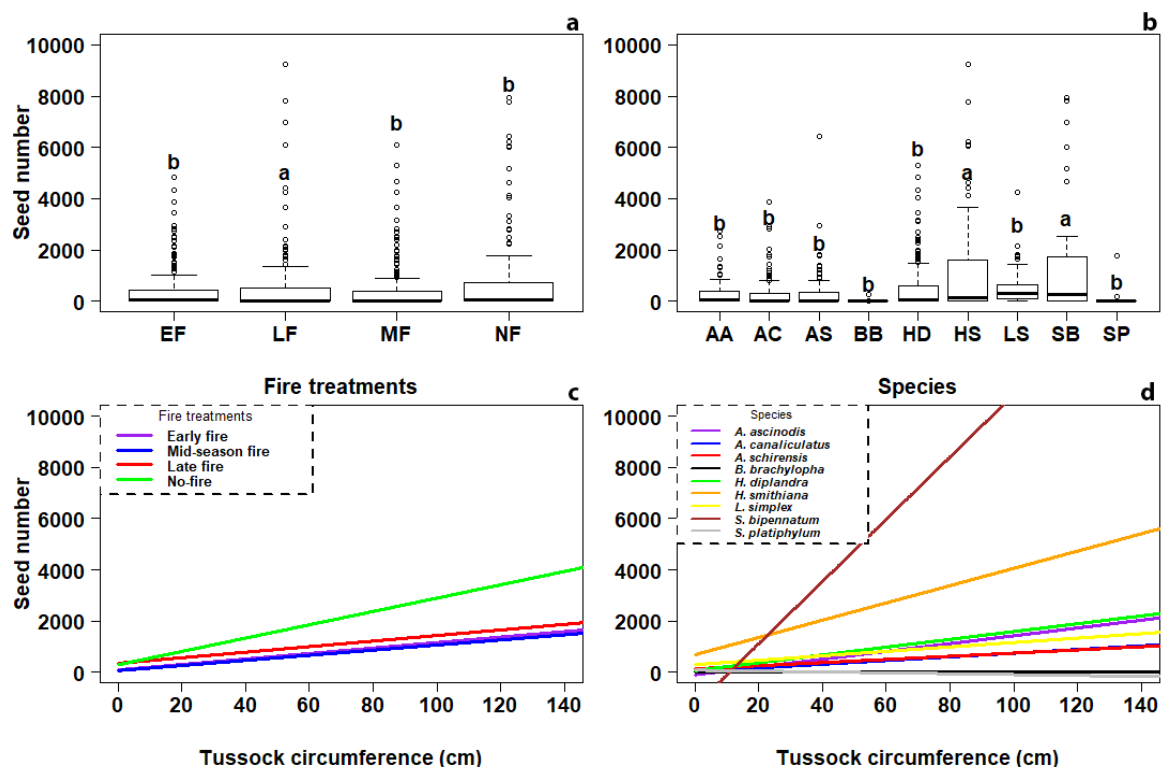 a
b
Seed number
10000
8000
6000
4000
2000
0
b
a
b
b
EF
LF
MF
NF
Fire treatments
10000
8000
6000
4000
2000
0
b
b
b
b
b
a
b
a
b
AA
AC
AS
BB
HD
HS
LS
SB
SP
Species
c
d
Seed number
10000
8000
6000
4000
2000
0
Fire treatments
Early fire
Mid-season fire
Late fire
No-fire
0
20
40
60
80
100
120
140
Tussock circumference (cm)
10000
8000
6000
4000
2000
0
Species
A. ascinodis
A. canaliculatus
A. schirensis
B. brachylopha
H. diplandra
H. smithiana
L. simplex
S. bipennatum
S. platiphylum
0
20
40
60
80
100
120
140
Tussock circumference (cm)